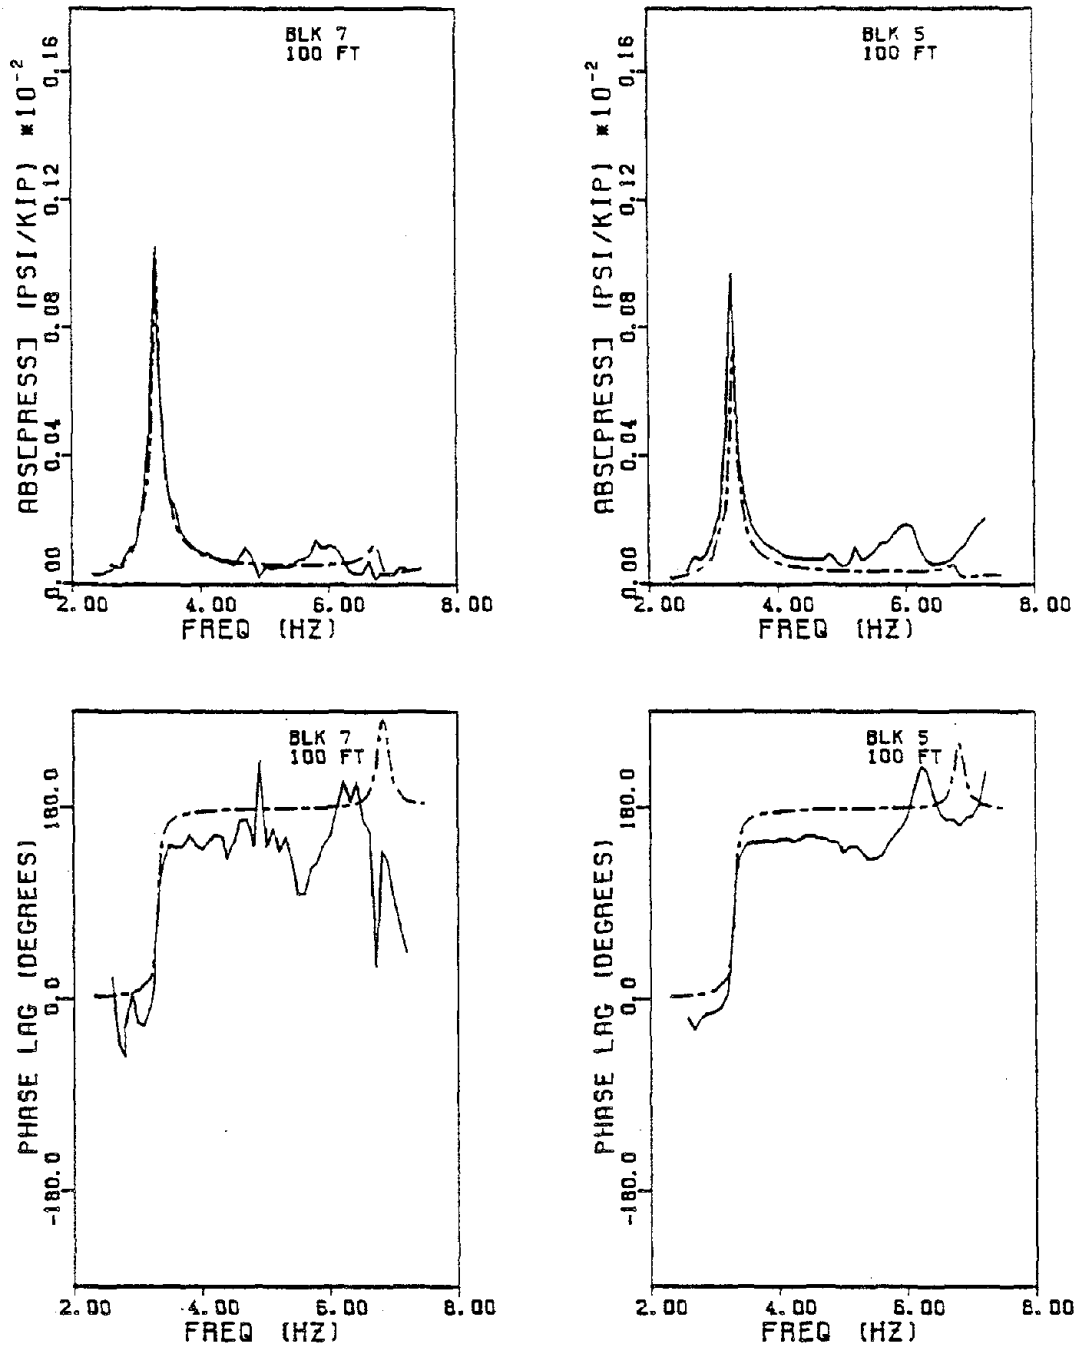 BLK 7
100 FT
ABS[PRESS] (PSI/KIP) *10⁻²
0.16
0.12
0.08
0.04
0.00
2.00 4.00 6.00 8.00
FREQ (HZ)
BLK 5
100 FT
ABS[PRESS] (PSI/KIP) *10⁻²
0.16
0.12
0.08
0.04
0.00
2.00 4.00 6.00 8.00
FREQ (HZ)
BLK 7
100 FT
PHASE LAG (DEGREES)
180.0
0.0
-180.0
2.00 4.00 6.00 8.00
FREQ (HZ)
BLK 5
100 FT
PHASE LAG (DEGREES)
180.0
0.0
-180.0
2.00 4.00 6.00 8.00
FREQ (HZ)